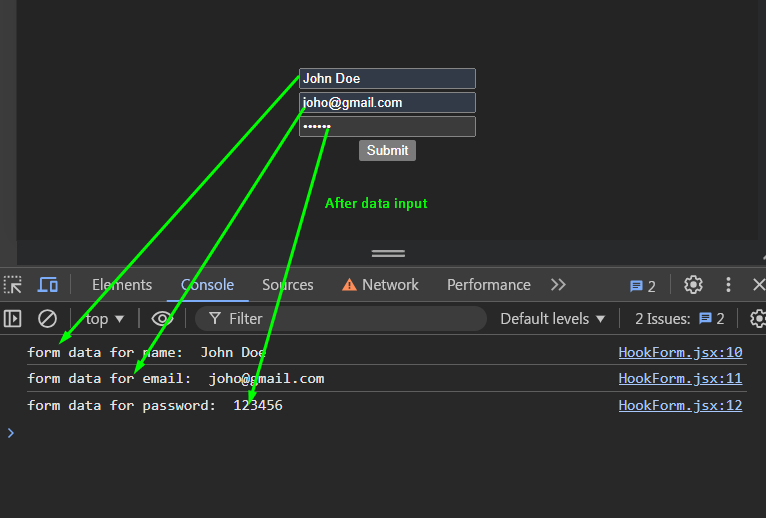 John Doe
joho@gmail.com
••••••
Submit
After data input
Elements Console Sources Network Performance 2
top Filter Default levels 2 Issues: 2
form data for name: John Doe HookForm.jsx:10
form data for email: joho@gmail.com HookForm.jsx:11
form data for password: 123456 HookForm.jsx:12